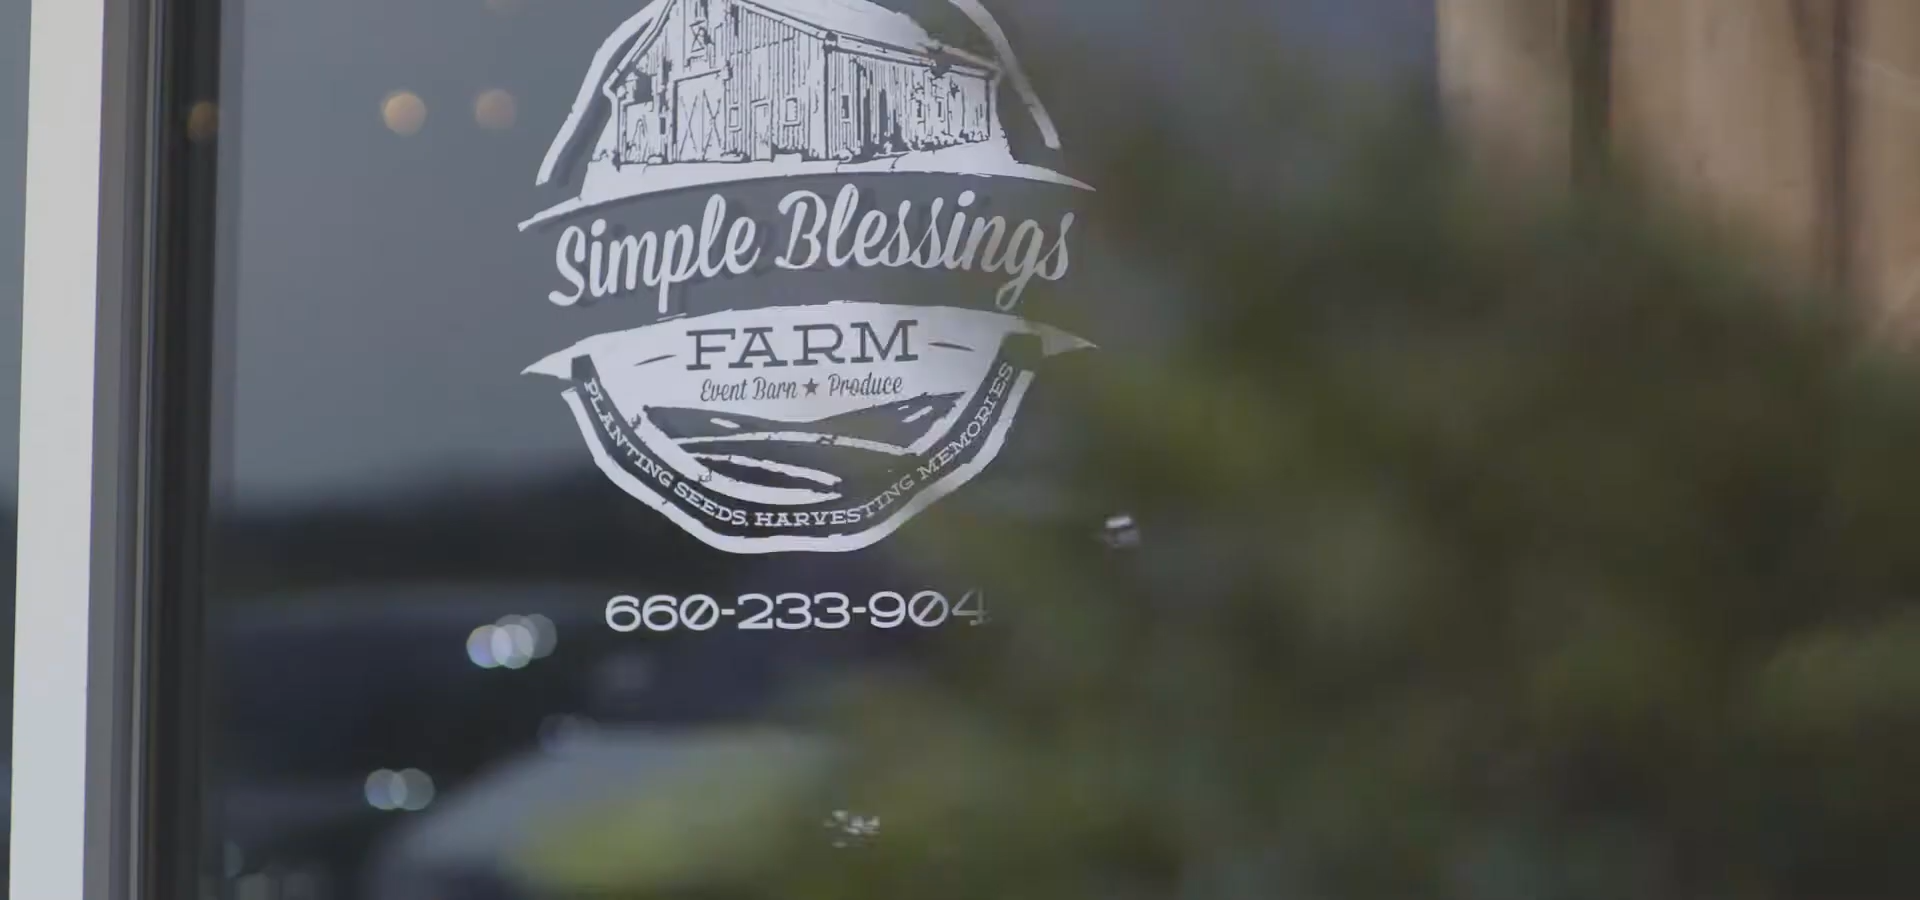 Simple Blessings
FARM
Event Barn ★ Produce
PLANTING SEEDS, HARVESTING MEMORIES
660-233-904